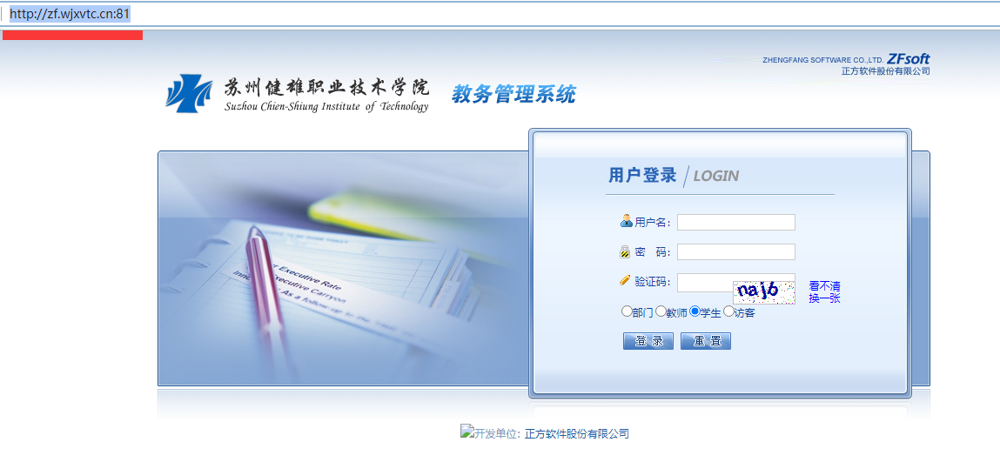 http://zf.wjxvtc.cn:81
ZHENGFANG SOFTWARE CO.,LTD. ZFsoft
正方软件股份有限公司
苏州健雄职业技术学院
Suzhou Chien-Shiung Institute of Technology
教务管理系统
用户登录 / LOGIN
用户名：
密 码：
验证码：
naj6
看不清
换一张
部门 教师 学生 访客
登 录 重 置
Executive Rate
Executive Carryon
As a follow-up to the
开发单位：正方软件股份有限公司